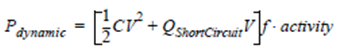 P_dynamic = [1/2 CV^2 + Q_ShortCircuit V] f · activity